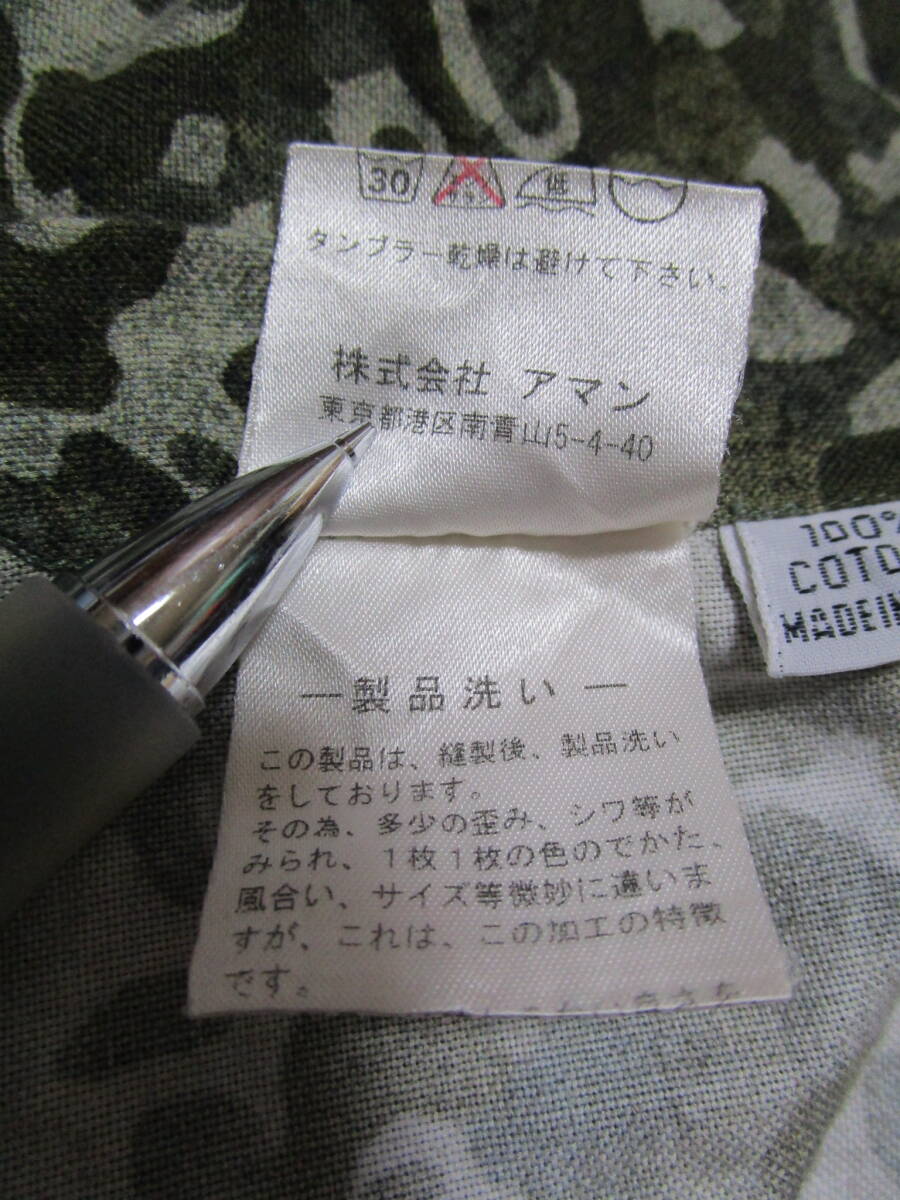 30
低
タンブラー乾燥は避けて下さい。
株式会社 アマン
東京都港区南青山5-4-40
100%
COTO
MADEIN
―製品洗い―
この製品は、縫製後、製品洗い
をしております。
その為、多少の歪み、シワ等が
みられ、1枚1枚の色のでかた、
風合い、サイズ等微妙に違いま
すが、これは、この加工の特徴
です。